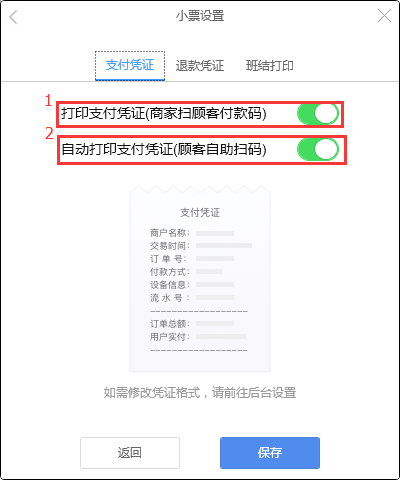 小票设置
支付凭证 退款凭证 班结打印
1
打印支付凭证(商家扫顾客付款码)
2
自动打印支付凭证(顾客自助扫码)
支付凭证
商户名称：
交易时间：
订 单 号：
付款方式：
设备信息：
流 水 号 ：
订单总额：
用户实付：
如需修改凭证格式，请前往后台设置
返回 保存